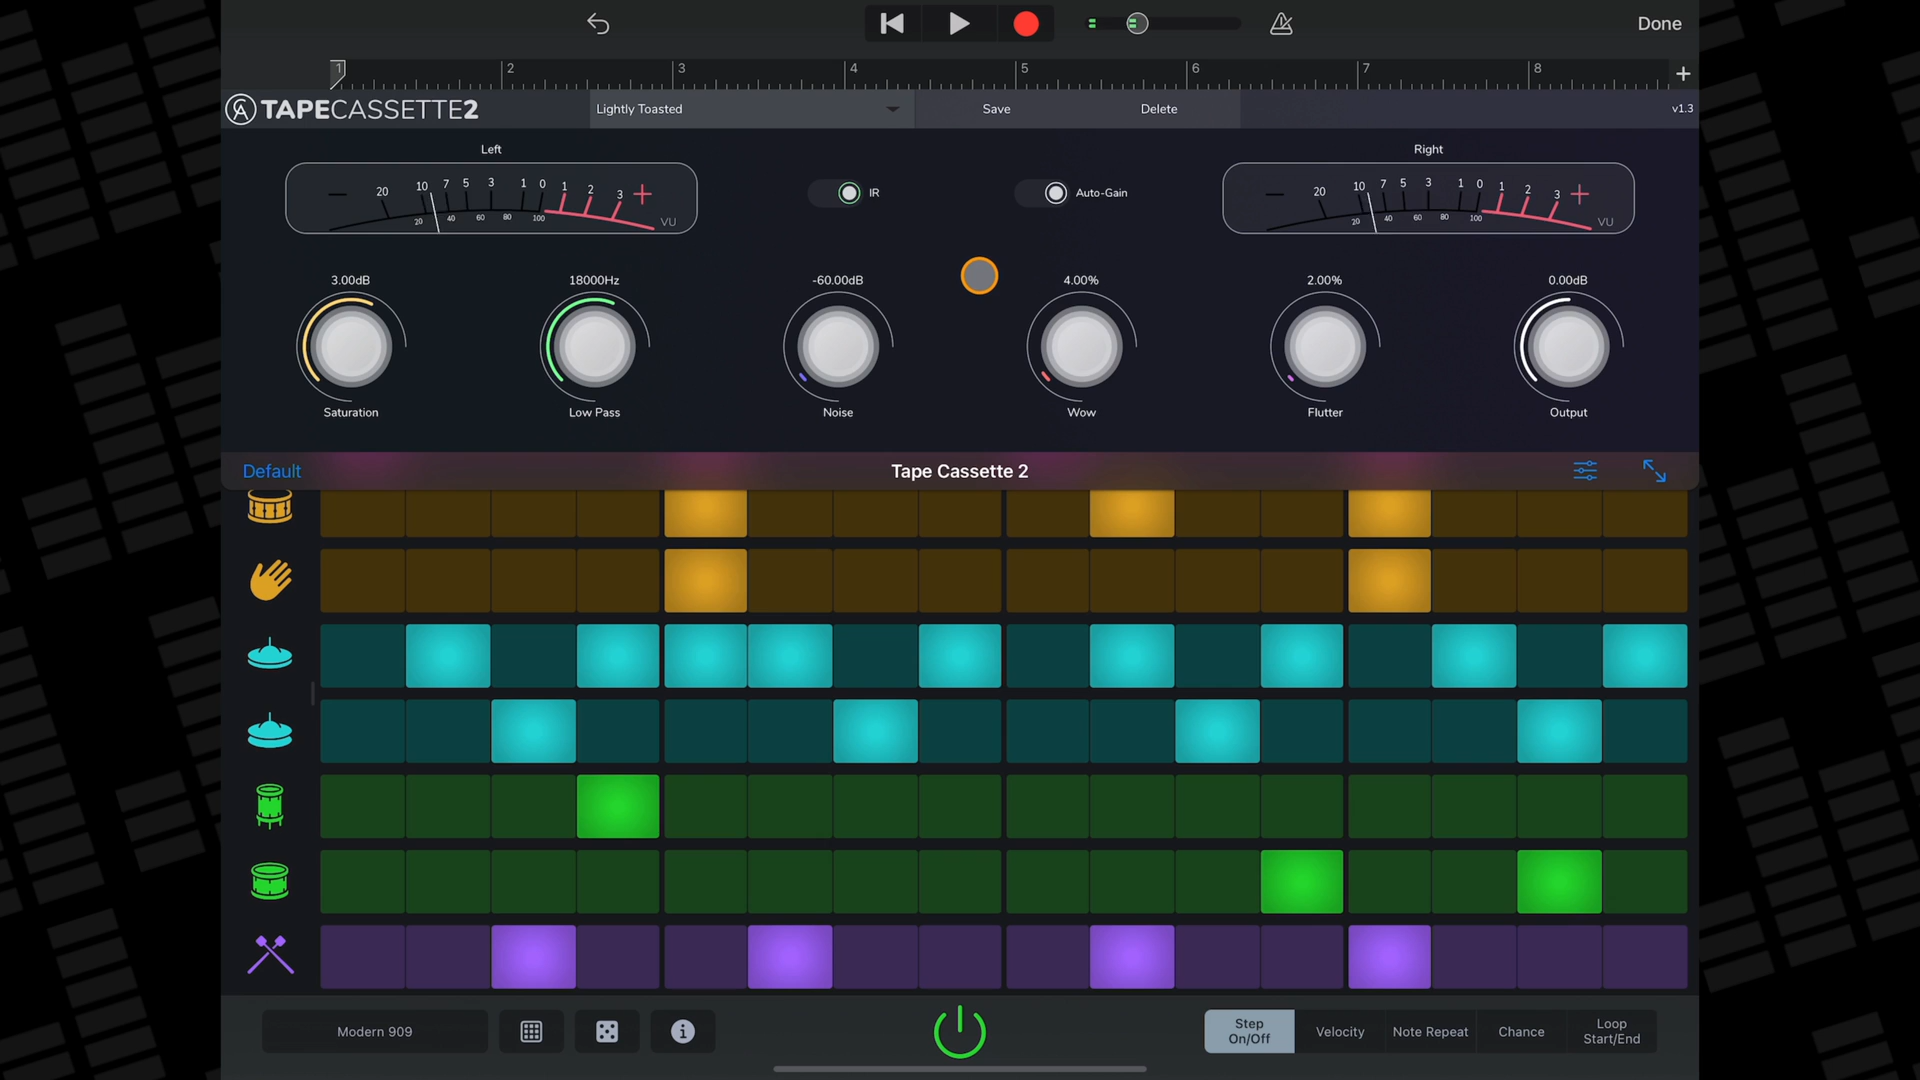 Done
1 2 3 4 5 6 7 8 +
TAPECASSETTE2 Lightly Toasted Save Delete v1.3
Left Right
− 20 10 7 5 3 1 0 1 2 3 +
20 40 60 80 100 VU
IR Auto-Gain
− 20 10 7 5 3 1 0 1 2 3 +
20 40 60 80 100 VU
3.00dB 18000Hz -60.00dB 4.00% 2.00% 0.00dB
Saturation Low Pass Noise Wow Flutter Output
Default Tape Cassette 2
Modern 909 Step On/Off Velocity Note Repeat Chance Loop Start/End